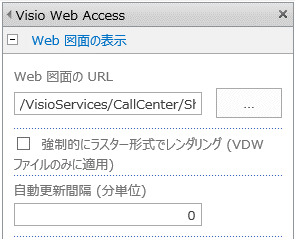 Visio Web Access
Web 図面の表示
Web 図面の URL
/VisioServices/CallCenter/Sh
...
強制的にラスター形式でレンダリング (VDW
ファイルのみに適用)
自動更新間隔 (分単位)
0